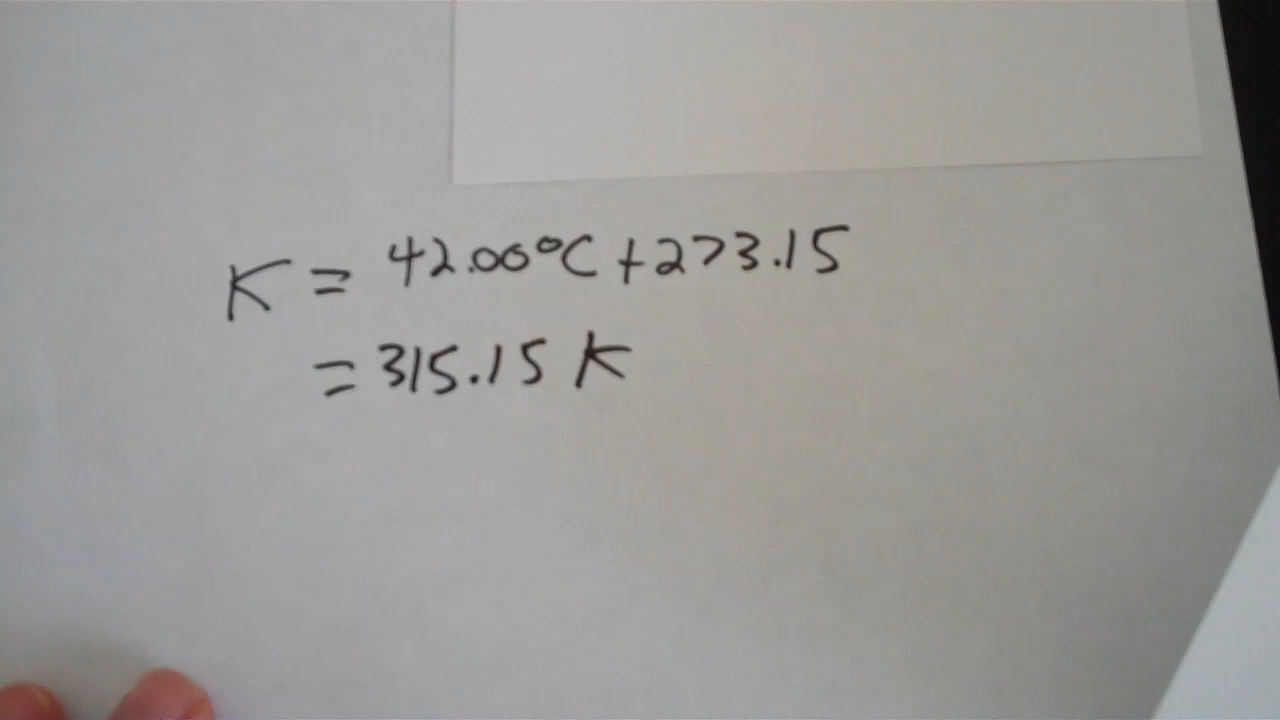 K = 42.00°C + 273.15
= 315.15 K